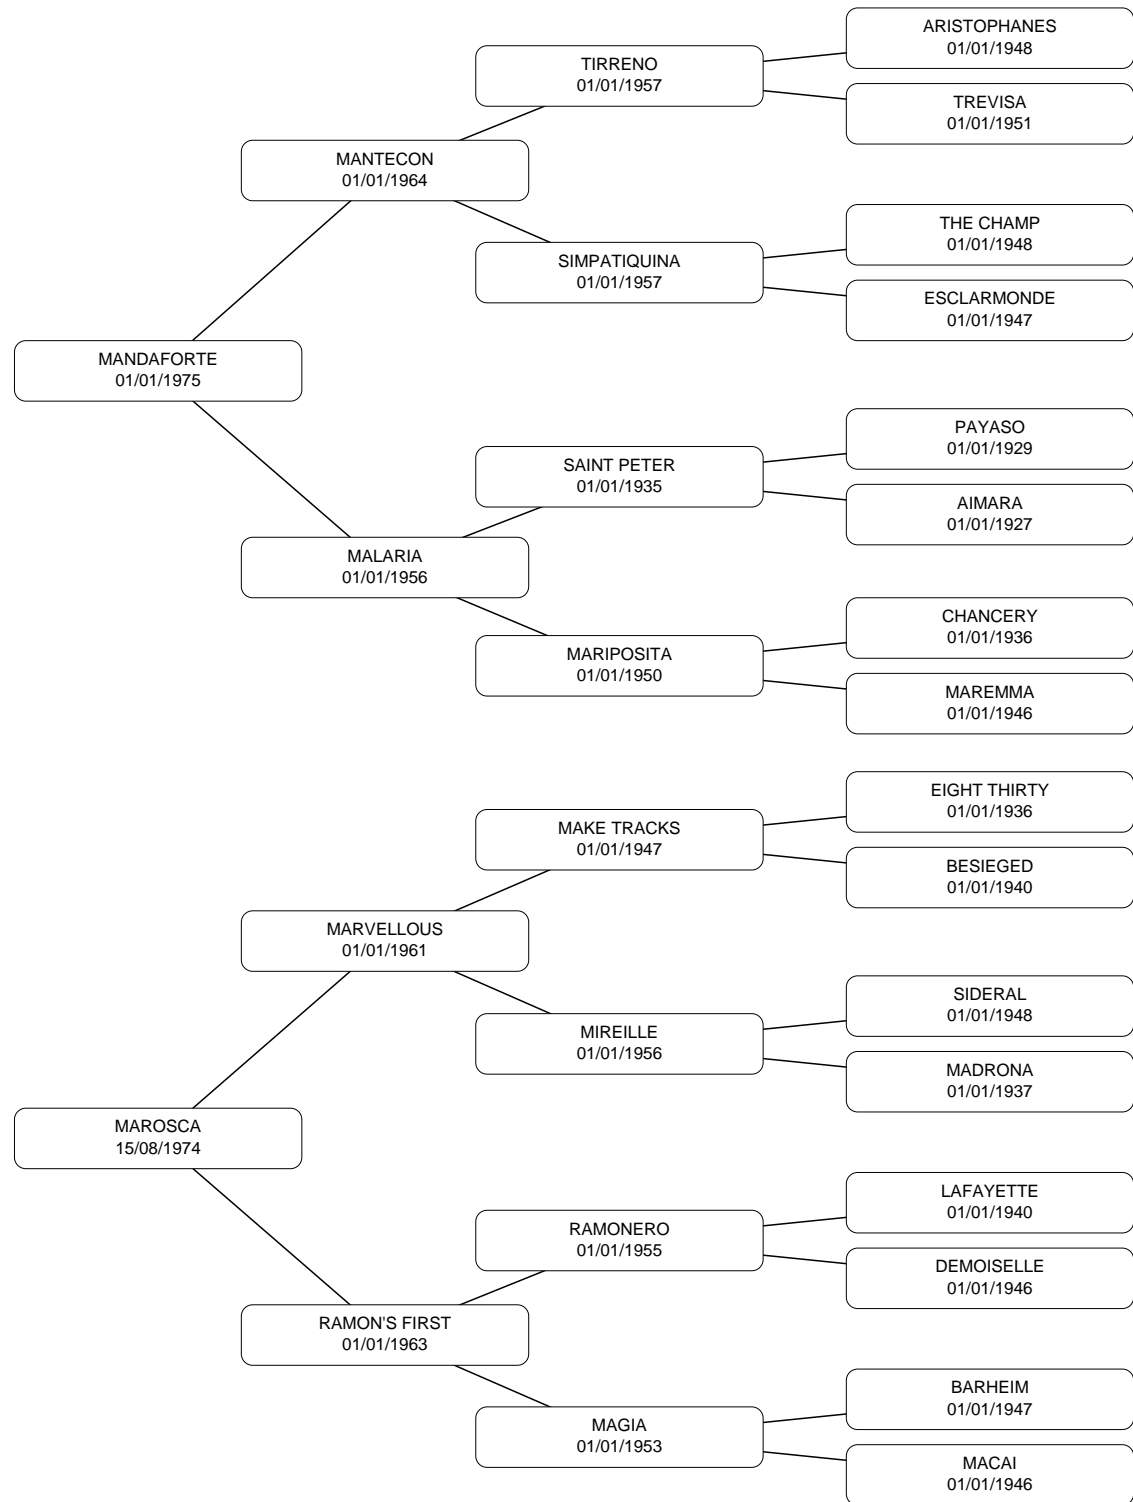 ARISTOPHANES
01/01/1948
TIRRENO
01/01/1957
TREVISA
01/01/1951
MANTECON
01/01/1964
THE CHAMP
01/01/1948
SIMPATIQUINA
01/01/1957
ESCLARMONDE
01/01/1947
MANDAFORTE
01/01/1975
PAYASO
01/01/1929
SAINT PETER
01/01/1935
AIMARA
01/01/1927
MALARIA
01/01/1956
CHANCERY
01/01/1936
MARIPOSITA
01/01/1950
MAREMMA
01/01/1946
EIGHT THIRTY
01/01/1936
MAKE TRACKS
01/01/1947
BESIEGED
01/01/1940
MARVELLOUS
01/01/1961
SIDERAL
01/01/1948
MIREILLE
01/01/1956
MADRONA
01/01/1937
MAROSCA
15/08/1974
LAFAYETTE
01/01/1940
RAMONERO
01/01/1955
DEMOISELLE
01/01/1946
RAMON'S FIRST
01/01/1963
BARHEIM
01/01/1947
MAGIA
01/01/1953
MACAI
01/01/1946